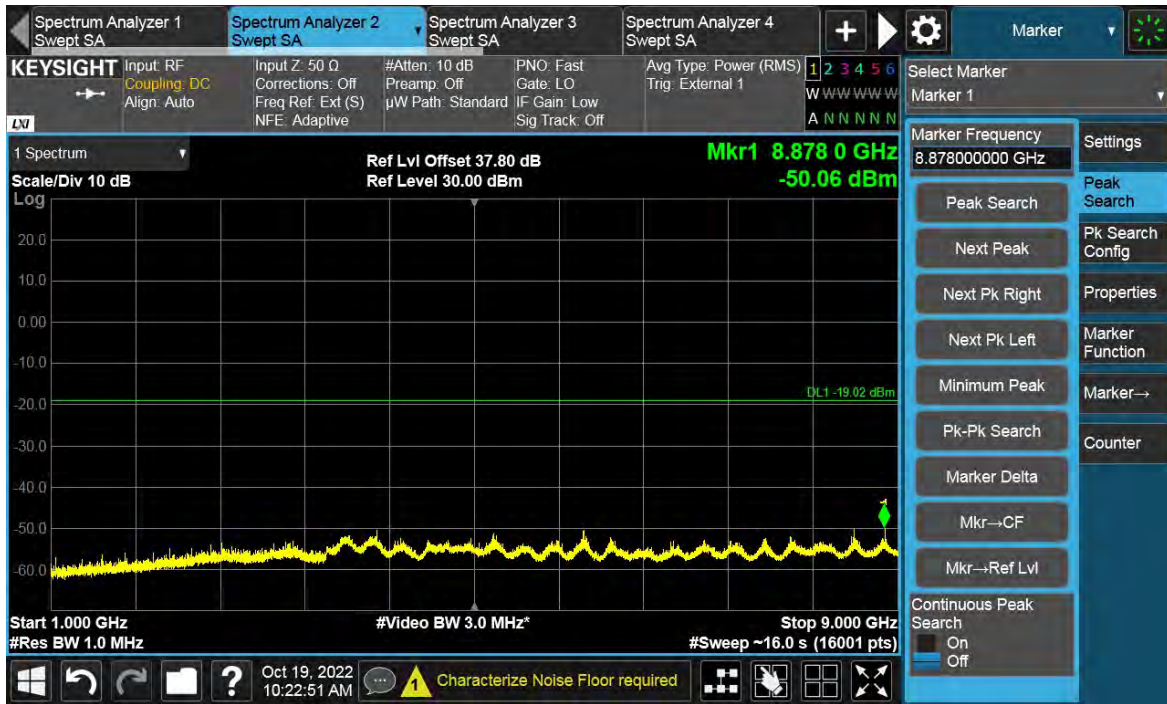 Spectrum Analyzer 1
Swept SA
Spectrum Analyzer 2
Swept SA
Spectrum Analyzer 3
Swept SA
Spectrum Analyzer 4
Swept SA
+
Marker
KEYSIGHT
LXI
Input: RF
Coupling: DC
Align: Auto
Input Z: 50 Ω
Corrections: Off
Freq Ref: Ext (S)
NFE: Adaptive
#Atten: 10 dB
Preamp: Off
µW Path: Standard
PNO: Fast
Gate: LO
IF Gain: Low
Sig Track: Off
Avg Type: Power (RMS)
Trig: External 1
1 2 3 4 5 6
W W W W W W
A N N N N N
Select Marker
Marker 1
1 Spectrum
Scale/Div 10 dB
Log
Ref Lvl Offset 37.80 dB
Ref Level 30.00 dBm
Mkr1 8.878 0 GHz
-50.06 dBm
20.0
10.0
0.00
-10.0
-20.0
-30.0
-40.0
-50.0
-60.0
DL1 -19.02 dBm
1
Start 1.000 GHz
#Res BW 1.0 MHz
#Video BW 3.0 MHz*
Stop 9.000 GHz
#Sweep ~16.0 s (16001 pts)
Marker Frequency
8.878000000 GHz
Peak Search
Next Peak
Next Pk Right
Next Pk Left
Minimum Peak
Pk-Pk Search
Marker Delta
Mkr→CF
Mkr→Ref Lvl
Continuous Peak
Search
On
Off
Settings
Peak
Search
Pk Search
Config
Properties
Marker
Function
Marker→
Counter
?
Oct 19, 2022
10:22:51 AM
1
Characterize Noise Floor required